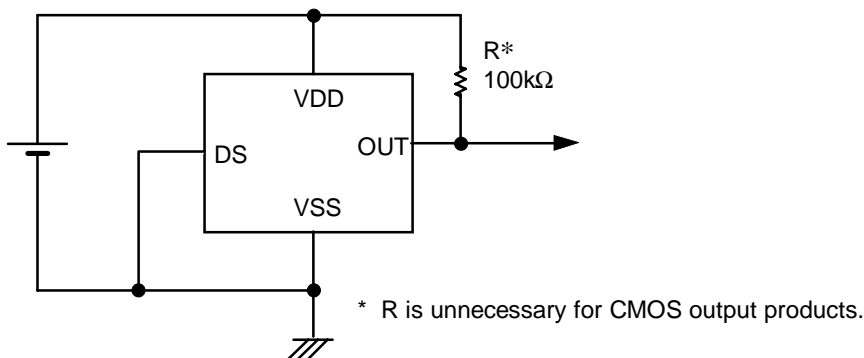 R*
100kΩ
VDD
DS
OUT
VSS
* R is unnecessary for CMOS output products.